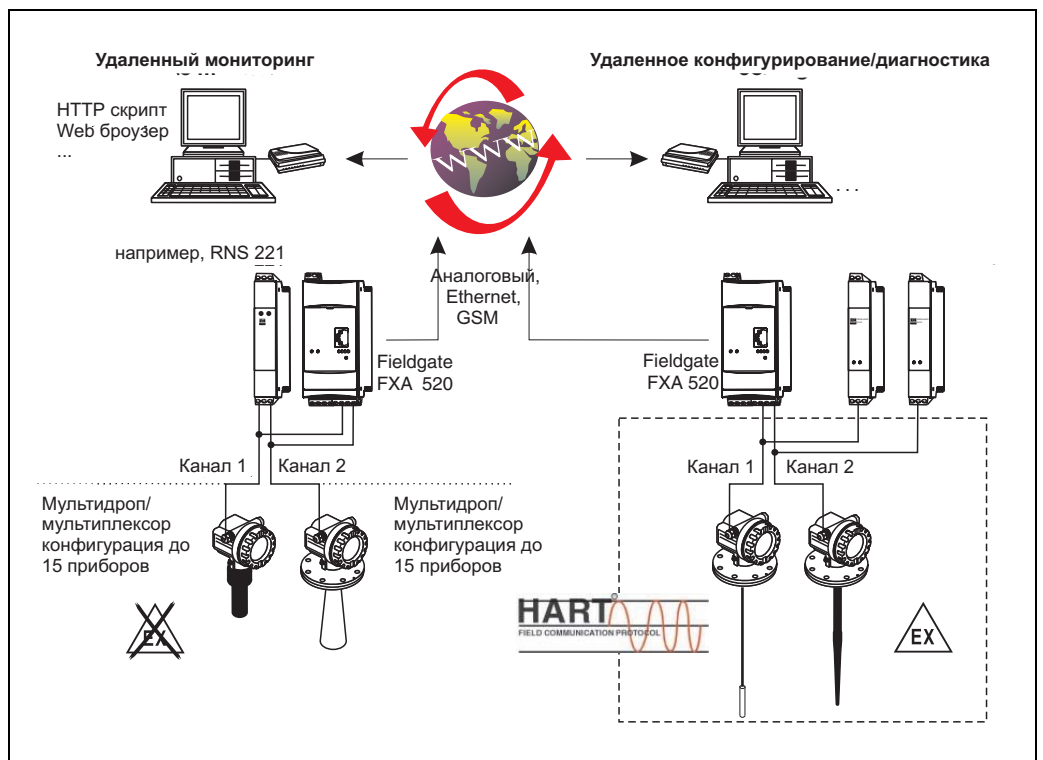 Удаленный мониторинг
Удаленное конфигурирование/диагностика
HTTP скрипт
Web броузер
...
WWW
. . .
например, RNS 221
Аналоговый,
Ethernet,
GSM
Fieldgate
FXA 520
Fieldgate
FXA 520
Канал 1
Канал 2
Канал 1
Канал 2
Мультидроп/
мультиплексор
конфигурация до
15 приборов
Мультидроп/
мультиплексор
конфигурация до
15 приборов
EX
HART
FIELD COMMUNICATION PROTOCOL
EX